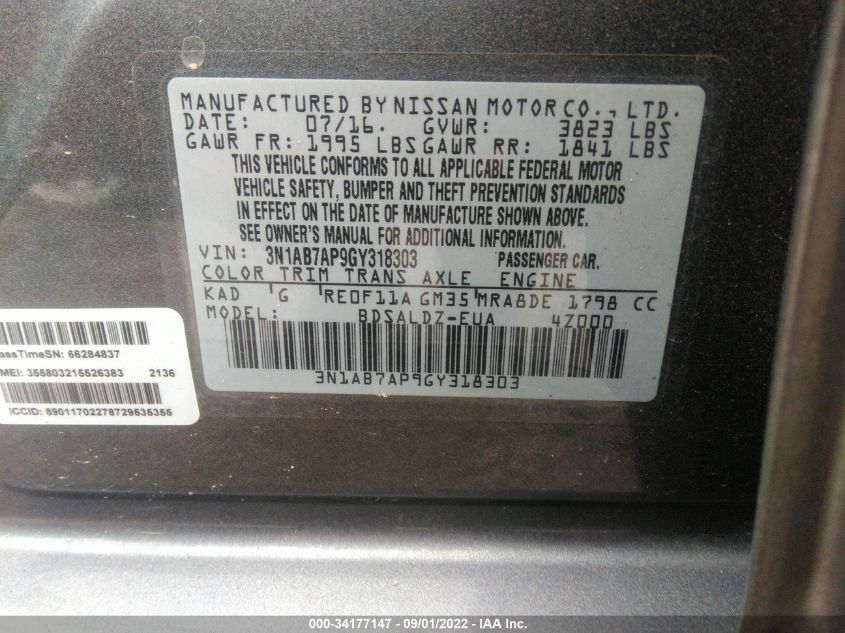 MANUFACTURED BY NISSAN MOTOR CO., LTD.
DATE: 07/16. GVWR: 3823 LBS
GAWR FR: 1995 LBS GAWR RR: 1841 LBS
THIS VEHICLE CONFORMS TO ALL APPLICABLE FEDERAL MOTOR
VEHICLE SAFETY, BUMPER AND THEFT PREVENTION STANDARDS
IN EFFECT ON THE DATE OF MANUFACTURE SHOWN ABOVE.
SEE OWNER'S MANUAL FOR ADDITIONAL INFORMATION.
VIN: 3N1AB7AP9GY318303 PASSENGER CAR.
COLOR TRIM TRANS AXLE ENGINE
KAD G RE0F11A GM35 MRA8DE 1798 CC
MODEL: BDSALDZ-EUA 4Z000
3N1AB7AP9GY318303
assTimeSN: 66284837
MEI: 355803215526383 2136
ICCID: 89011702278729535355
000-34177147 - 09/01/2022 - IAA Inc.